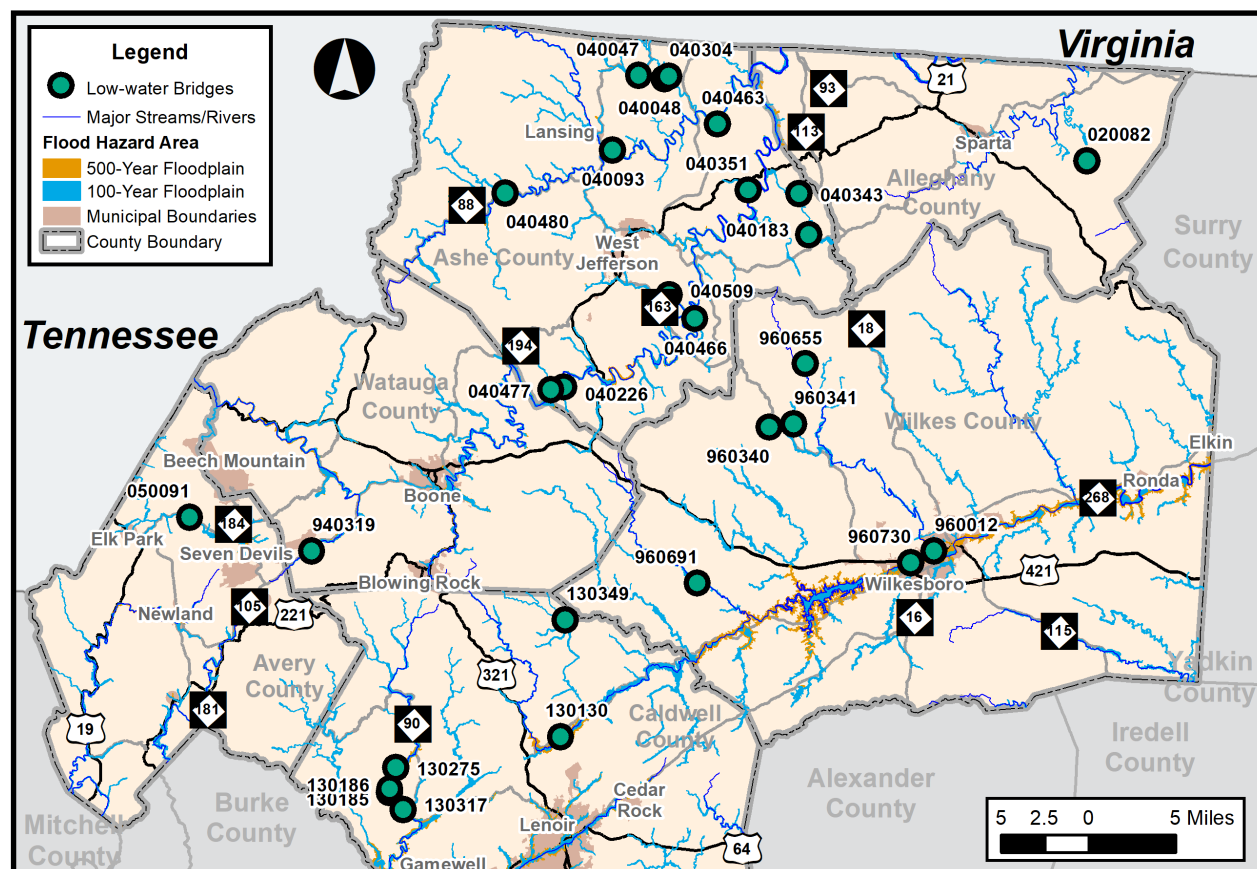 Legend
Low-water Bridges
Major Streams/Rivers
Flood Hazard Area
500-Year Floodplain
100-Year Floodplain
Municipal Boundaries
County Boundary
Virginia
Tennessee
040047
040304
040048
040463
93
21
113
Lansing
Sparta
020082
040093
040351
040343
88
040480
Alleghany
County
040183
West
Jefferson
Ashe County
Surry
County
040509
163
040466
194
960655
18
Watauga
County
040477
040226
960341
Wilkes County
960340
Elkin
Beech Mountain
Boone
Ronda
050091
268
184
Elk Park
Seven Devils
940319
960012
960730
960691
421
Blowing Rock
Wilkesboro
130349
Newland
105
221
16
115
Avery
County
321
Yadkin
County
181
19
90
130130
Caldwell
County
Iredell
County
130275
130186
130185
130317
Alexander
County
Burke
County
Cedar
Rock
Mitchell
County
Lenoir
64
Gamewell
5 2.5 0 5 Miles